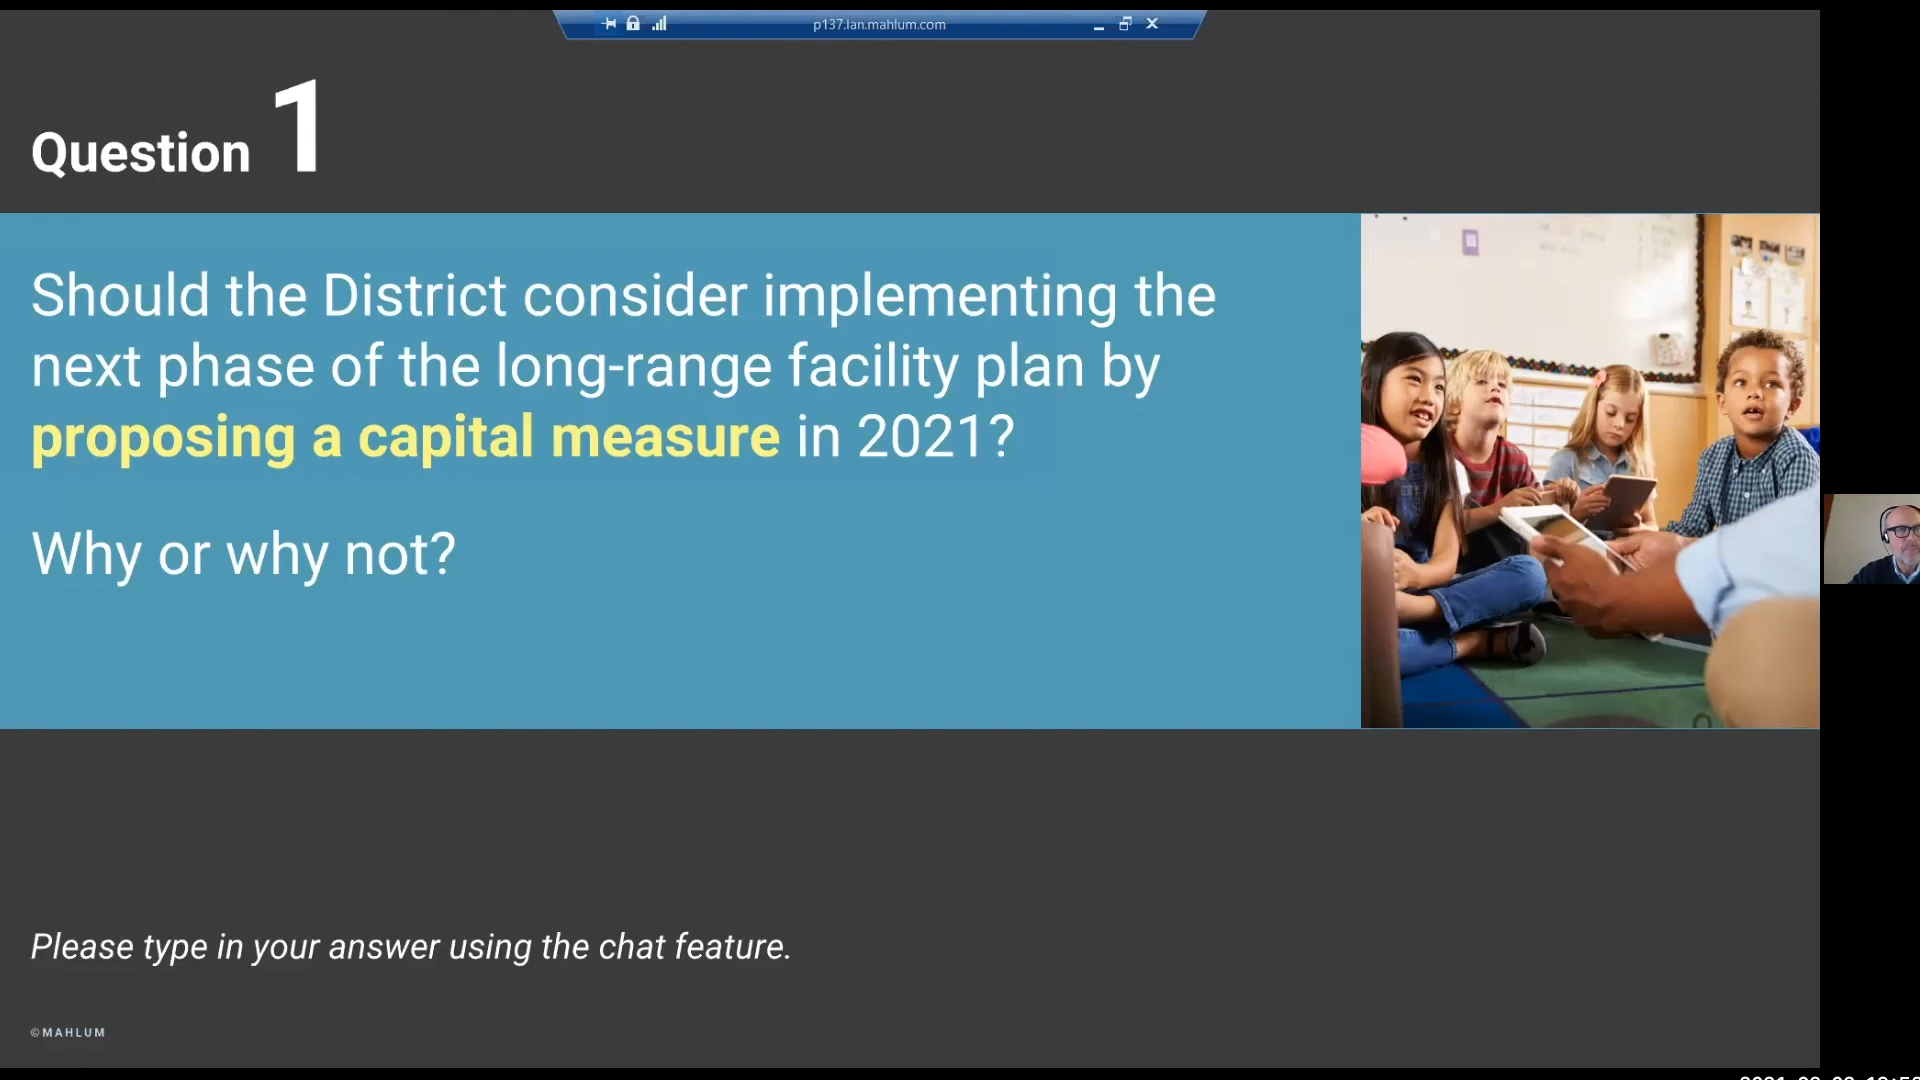 p137.lan.mahlum.com
Question 1
Should the District consider implementing the
next phase of the long-range facility plan by
proposing a capital measure in 2021?
Why or why not?
Please type in your answer using the chat feature.
©MAHLUM